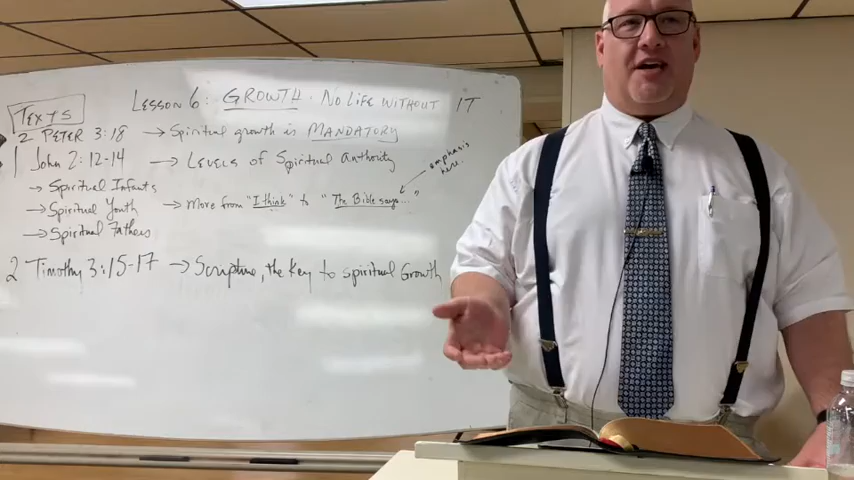 Lesson 6: GROWTH. No Life Without IT
Texts
2 Peter 3:18 → Spiritual growth is MANDATORY
1 John 2:12-14 → Levels of Spiritual Authority
emphasis here.
→ Spiritual Infants
→ Spiritual Youth → Move from "I think" to "The Bible says..."
→ Spiritual Fathers
2 Timothy 3:15-17 → Scripture, the Key to spiritual Growth